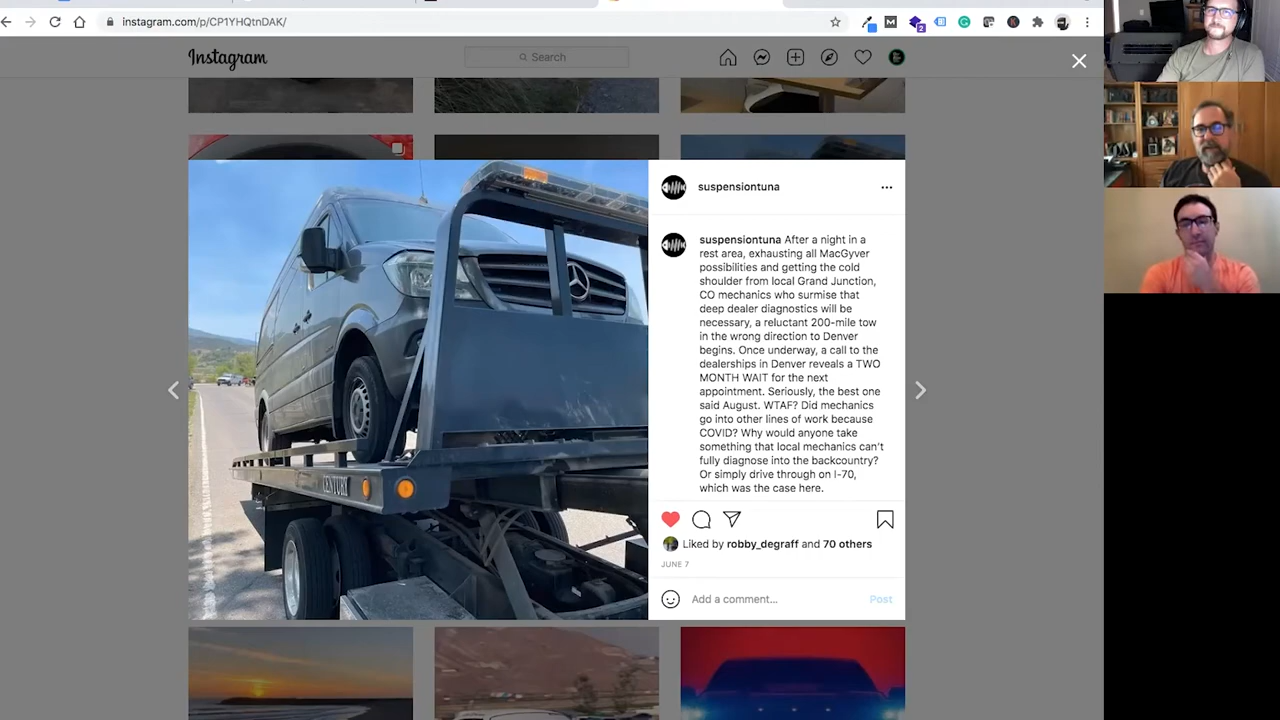 instagram.com/p/CP1YHQtnDAK/
2
Instagram
Search
suspensiontuna
suspensiontuna After a night in a
rest area, exhausting all MacGyver
possibilities and getting the cold
shoulder from local Grand Junction,
CO mechanics who surmise that
deep dealer diagnostics will be
necessary, a reluctant 200-mile tow
in the wrong direction to Denver
begins. Once underway, a call to the
dealerships in Denver reveals a TWO
MONTH WAIT for the next
appointment. Seriously, the best one
said August. WTAF? Did mechanics
go into other lines of work because
COVID? Why would anyone take
something that local mechanics can't
fully diagnose into the backcountry?
Or simply drive through on I-70,
which was the case here.
CENTURY
Liked by robby_degraff and 70 others
JUNE 7
Add a comment...
Post